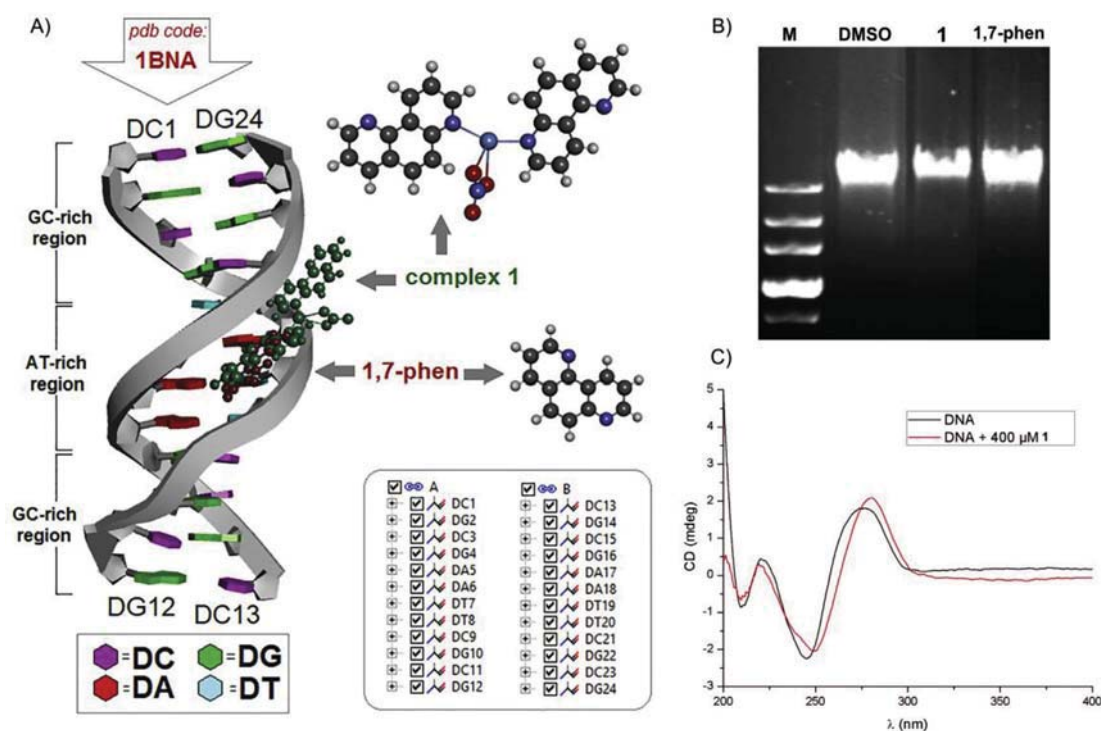 A)
pdb code:
1BNA
DC1
DG24
GC-rich
region
AT-rich
region
GC-rich
region
DG12
DC13
=DC
=DG
=DA
=DT
complex 1
1,7-phen
A
DC1
DG2
DC3
DG4
DA5
DA6
DT7
DT8
DC9
DG10
DC11
DG12
B
DC13
DG14
DC15
DG16
DA17
DA18
DT19
DT20
DC21
DG22
DC23
DG24
B)
M DMSO 1 1,7-phen
C)
DNA
DNA + 400 µM 1
CD (mdeg)
5
4
3
2
1
0
-1
-2
-3
200 250 300 350 400
λ (nm)